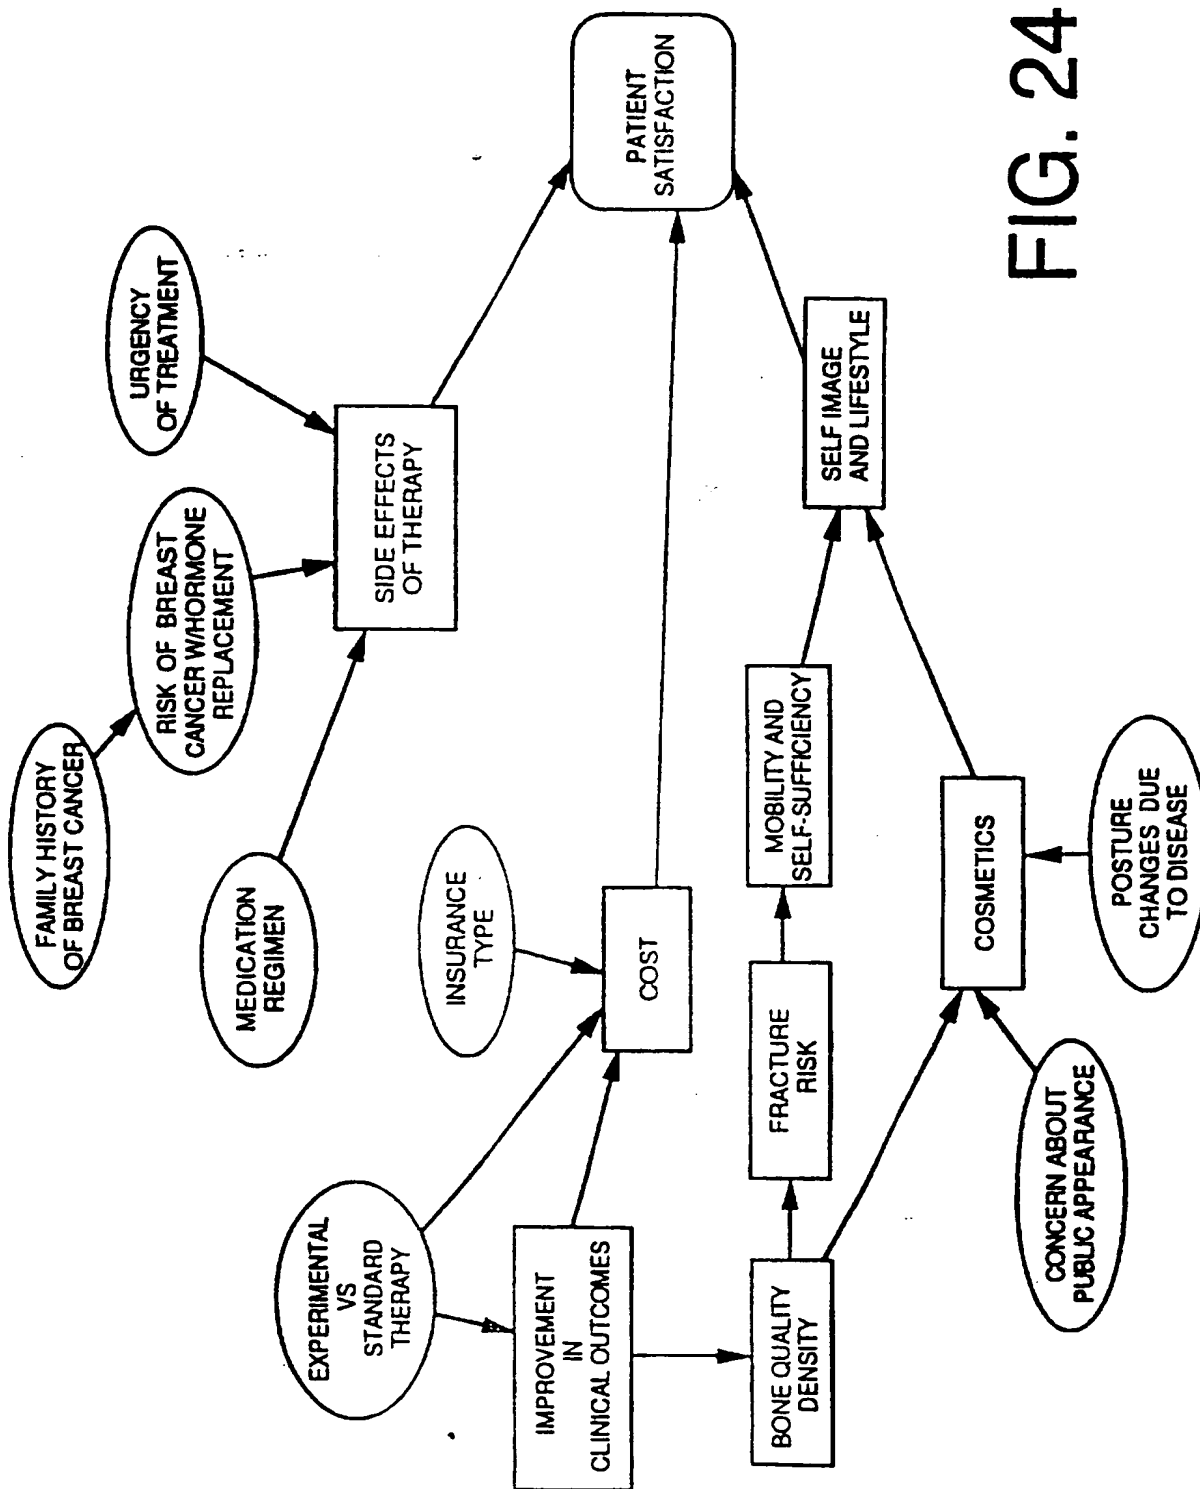 FAMILY HISTORY
OF BREAST CANCER
RISK OF BREAST
CANCER W/HORMONE
REPLACEMENT
URGENCY
OF TREATMENT
MEDICATION
REGIMEN
SIDE EFFECTS
OF THERAPY
EXPERIMENTAL
VS
STANDARD
THERAPY
INSURANCE
TYPE
IMPROVEMENT
IN
CLINICAL OUTCOMES
COST
PATIENT
SATISFACTION
BONE QUALITY
DENSITY
FRACTURE
RISK
MOBILITY AND
SELF-SUFFICIENCY
SELF IMAGE
AND LIFESTYLE
COSMETICS
CONCERN ABOUT
PUBLIC APPEARANCE
POSTURE
CHANGES DUE
TO DISEASE
FIG. 24